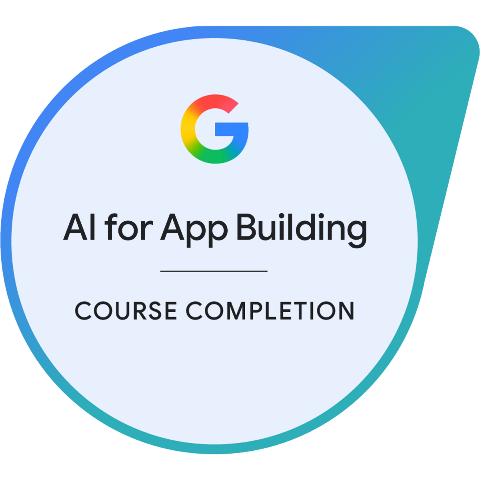 AI for App Building
COURSE COMPLETION